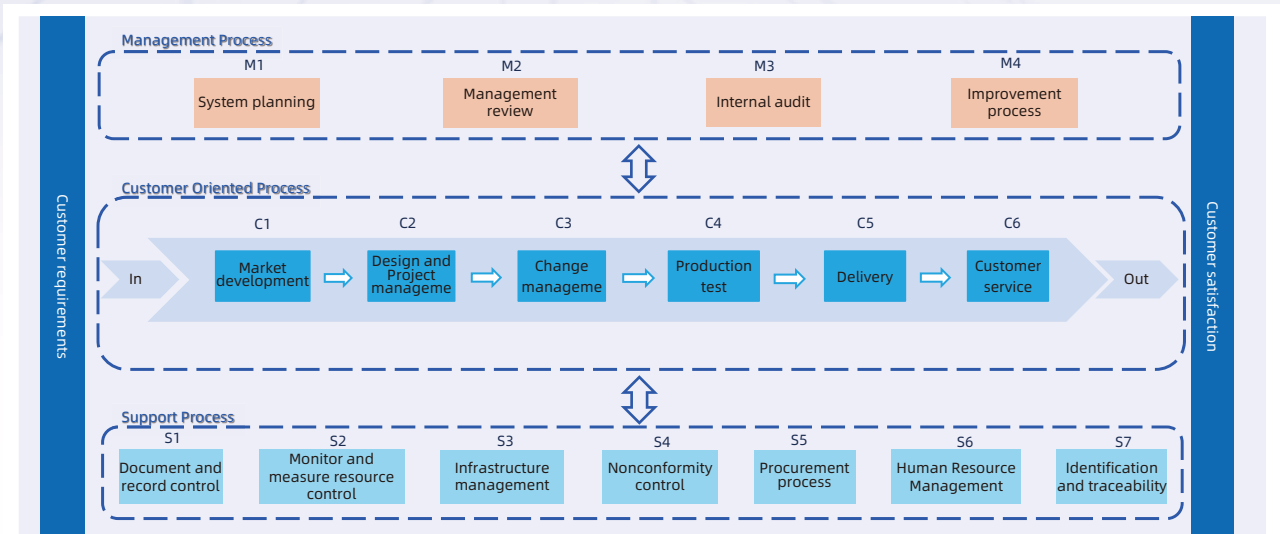 Management Process
M1
M2
M3
M4
System planning
Management
review
Internal audit
Improvement
process
Customer requirements
Customer Oriented Process
C1
C2
C3
C4
C5
C6
In
Market
development
Design and
Project
manageme
Change
manageme
Production
test
Delivery
Customer
service
Out
Customer satisfaction
Support Process
S1
S2
S3
S4
S5
S6
S7
Document and
record control
Monitor and
measure resource
control
Infrastructure
management
Nonconformity
control
Procurement
process
Human Resource
Management
Identification
and traceability